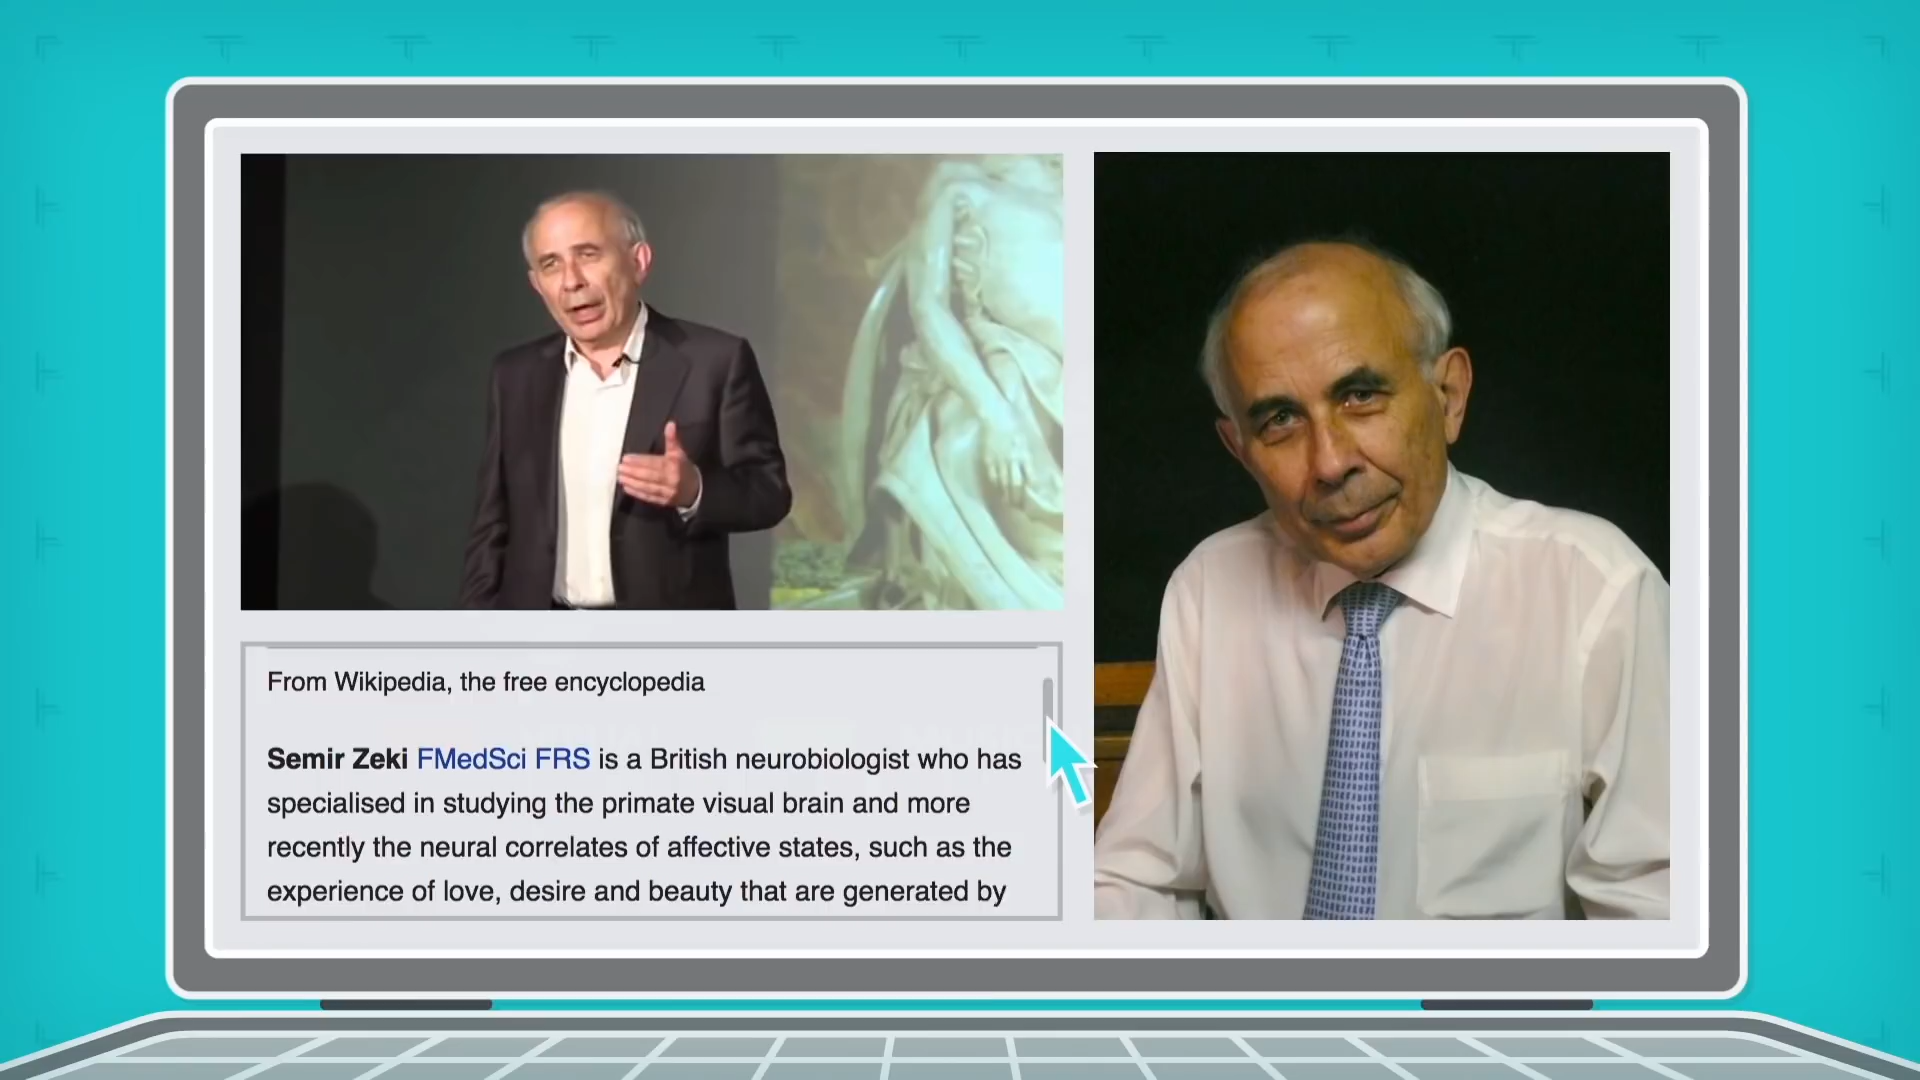 From Wikipedia, the free encyclopedia
Semir Zeki FMedSci FRS is a British neurobiologist who has
specialised in studying the primate visual brain and more
recently the neural correlates of affective states, such as the
experience of love, desire and beauty that are generated by